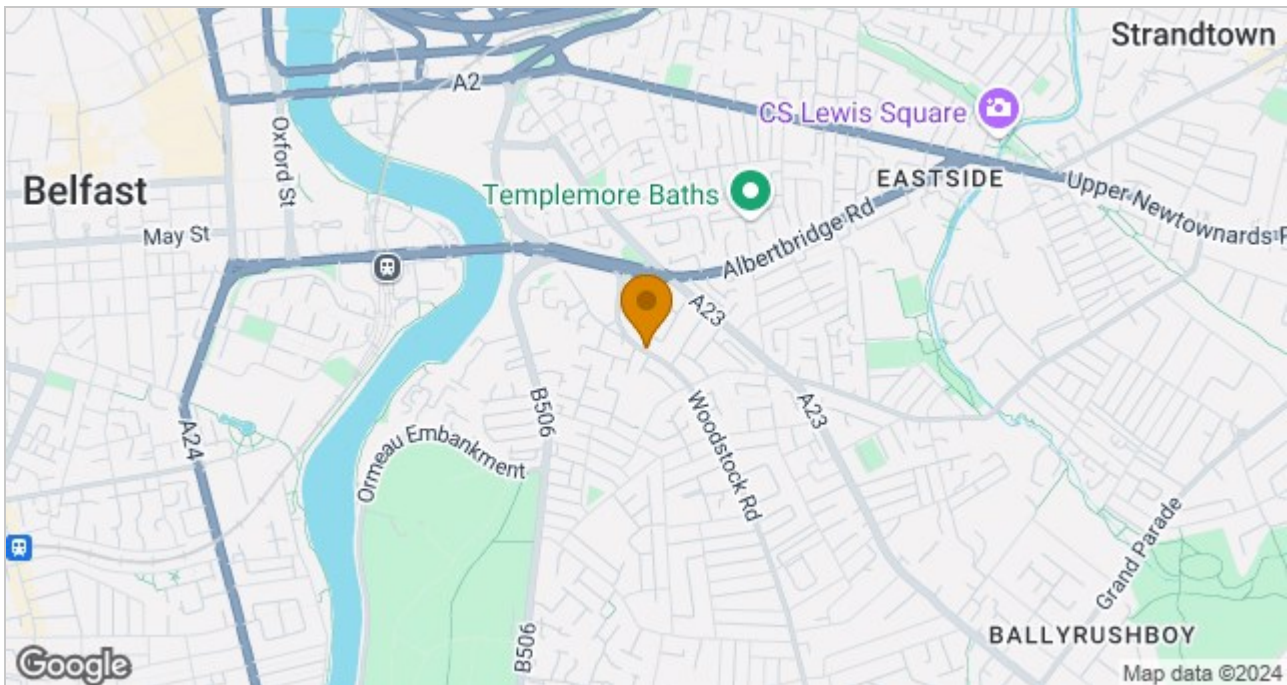 Strandtown
A2
CS Lewis Square
Oxford St
EASTSIDE
Belfast
Templemore Baths
Upper Newtownards R
May St
Albertbridge Rd
A23
B506
Woodstock Rd
A23
A24
Ormeau Embankment
Grand Parade
BALLYRUSHBOY
B506
Google
Map data ©2024